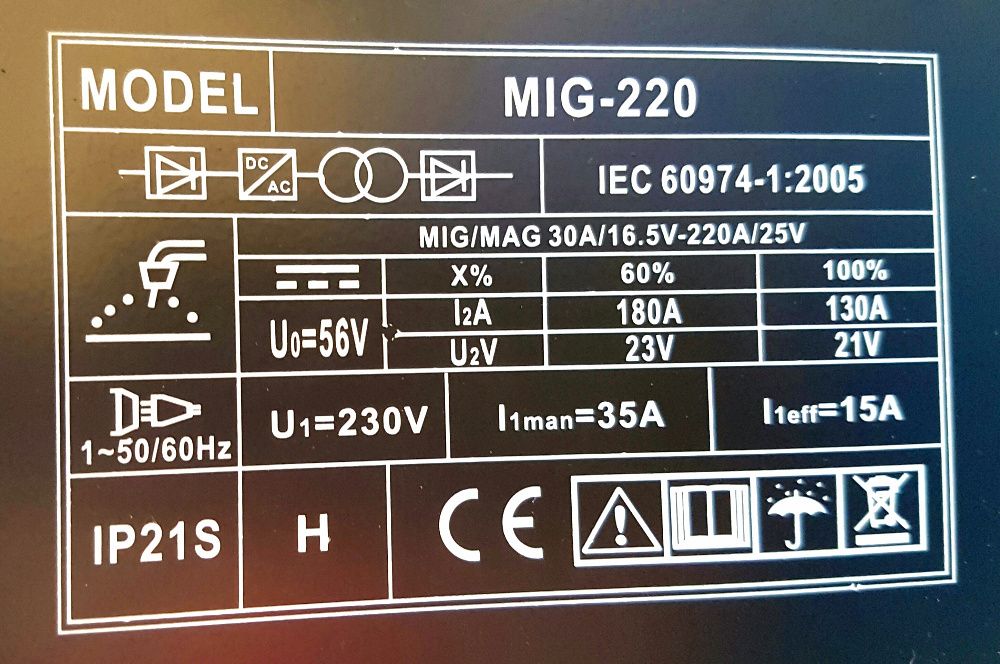 MODEL MIG-220
DC
AC
IEC 60974-1:2005
MIG/MAG 30A/16.5V-220A/25V
X% 60% 100%
I2A 180A 130A
U0=56V
U2V 23V 21V
U1=230V I1man=35A I1eff=15A
1~50/60Hz
IP21S H CE